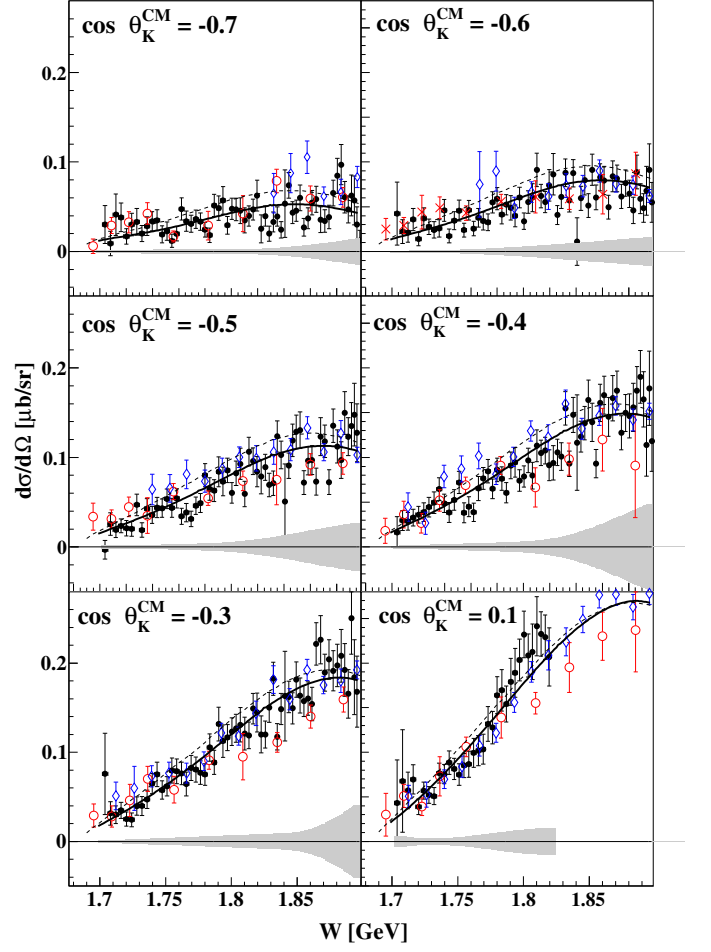 cos θ_K^CM = -0.7
cos θ_K^CM = -0.6
0.2
0.1
0
cos θ_K^CM = -0.5
cos θ_K^CM = -0.4
0.2
0.1
0
dσ/dΩ [μb/sr]
cos θ_K^CM = -0.3
cos θ_K^CM = 0.1
0.2
0.1
0
1.7 1.75 1.8 1.85 1.7 1.75 1.8 1.85
W [GeV]